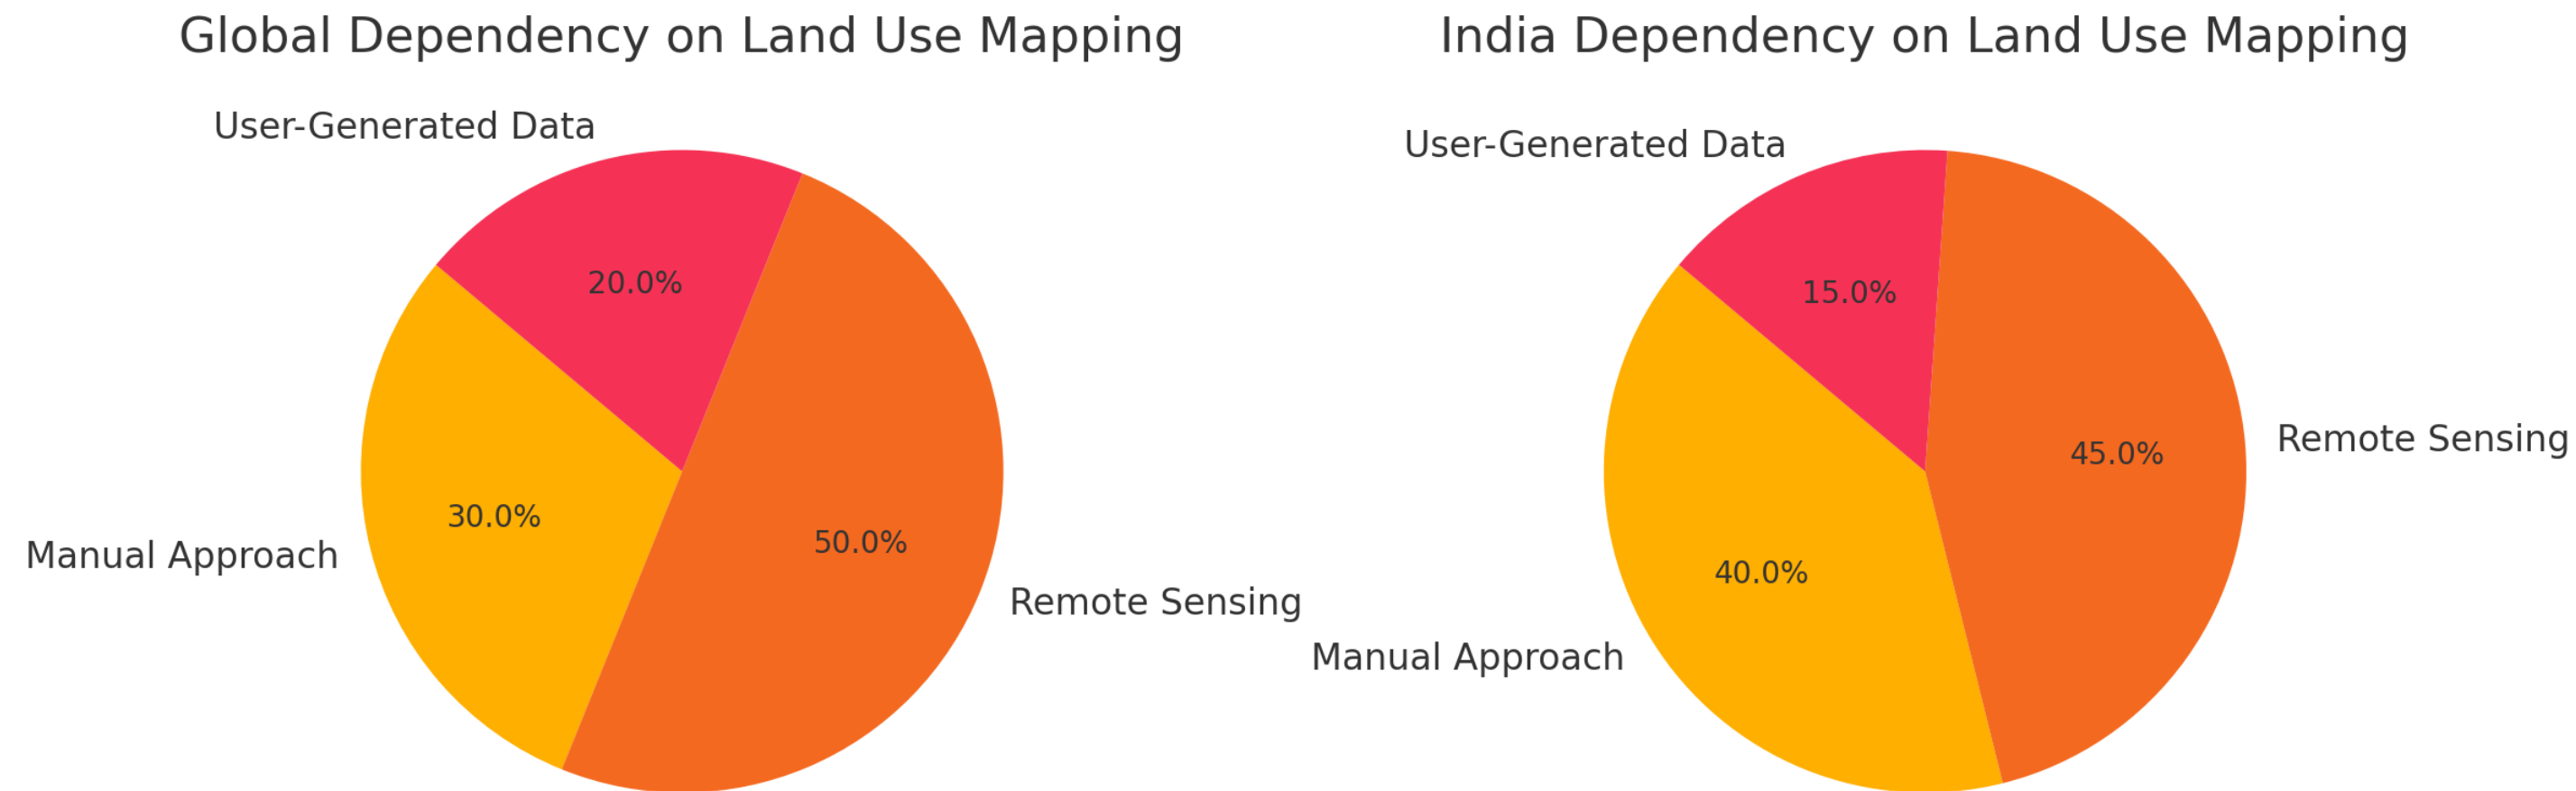 Global Dependency on Land Use Mapping
User-Generated Data
20.0%
30.0%
Manual Approach
50.0%
Remote Sensing
India Dependency on Land Use Mapping
User-Generated Data
15.0%
Remote Sensing
45.0%
40.0%
Manual Approach